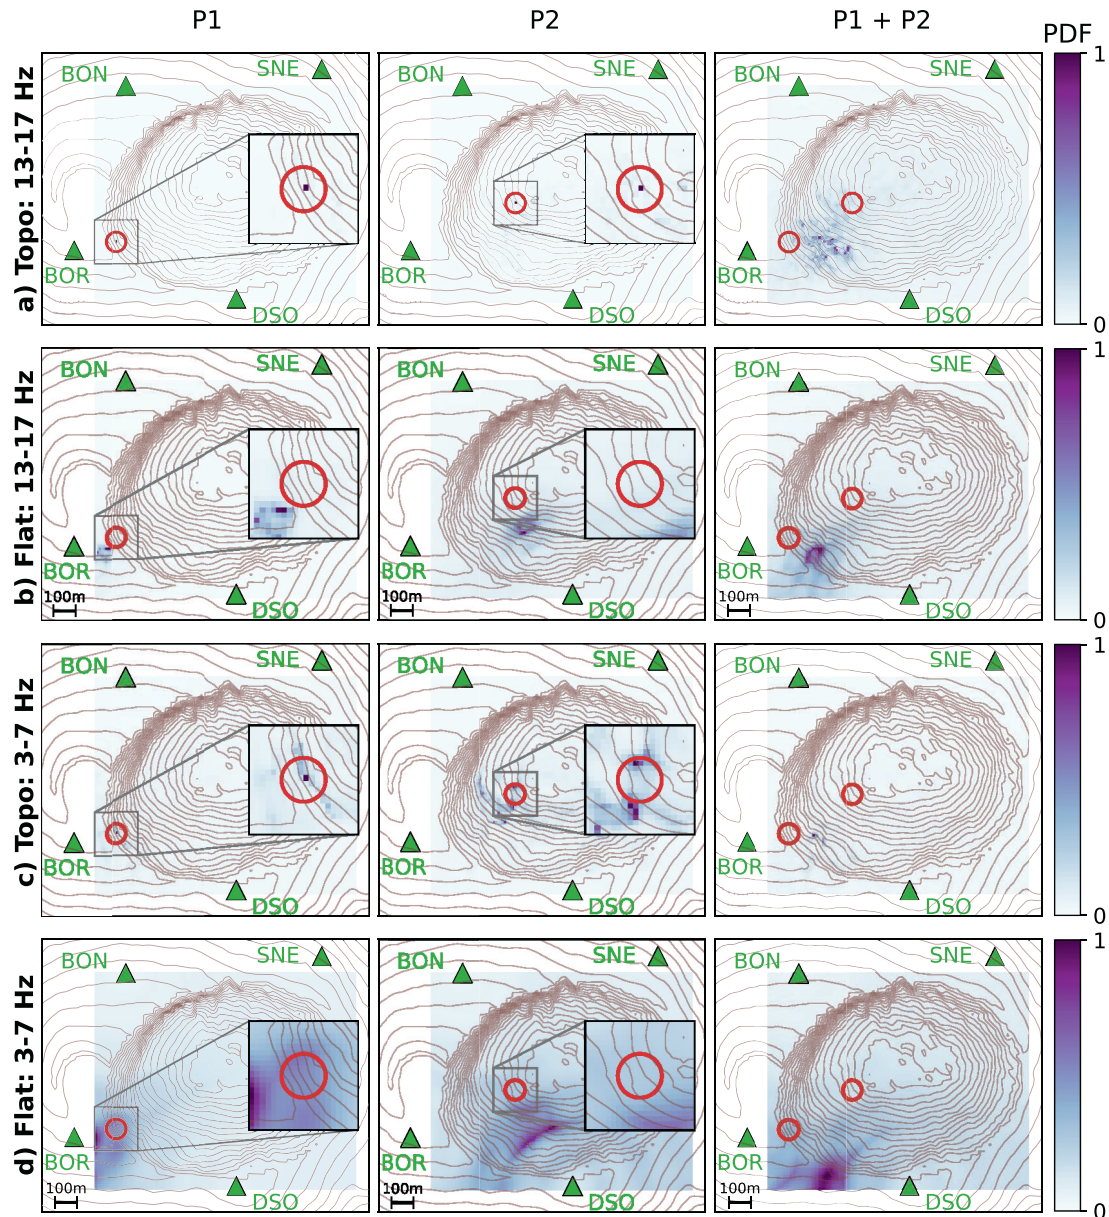 P1 P2 P1 + P2
PDF
a) Topo: 13-17 Hz
BON SNE BOR DSO
BON SNE BOR DSO
BON SNE BOR DSO
1
0
b) Flat: 13-17 Hz
BON SNE BOR DSO
100m
BON SNE BOR DSO
100m
BON SNE BOR DSO
100m
1
0
c) Topo: 3-7 Hz
BON SNE BOR DSO
BON SNE BOR DSO
BON SNE BOR DSO
1
0
d) Flat: 3-7 Hz
BON SNE BOR DSO
100m
BON SNE BOR DSO
100m
BON SNE BOR DSO
100m
1
0